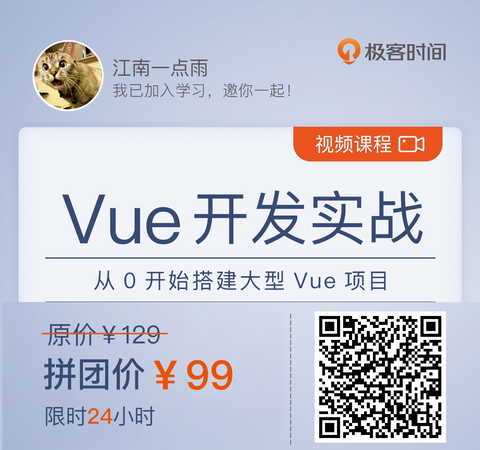 极客时间
江南一点雨
我已加入学习，邀你一起！
视频课程
Vue 开发实战
从 0 开始搭建大型 Vue 项目
原价￥129
拼团价￥99
限时24小时